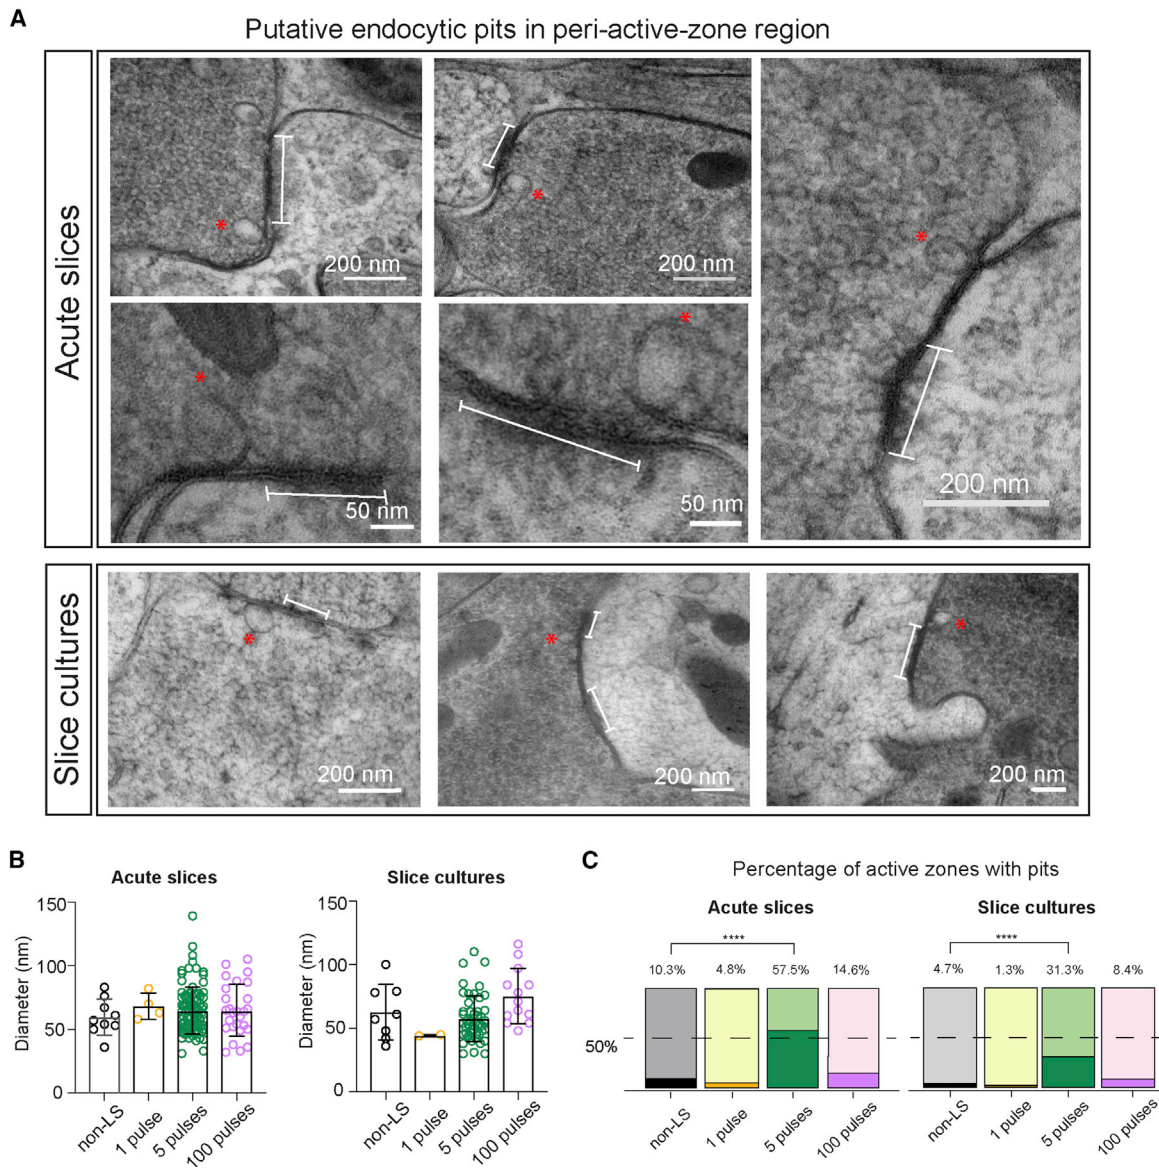 A
Putative endocytic pits in peri-active-zone region
Acute slices
*
200 nm
*
200 nm
*
200 nm
*
50 nm
*
50 nm
Slice cultures
*
200 nm
*
200 nm
*
200 nm
B
Acute slices
Diameter (nm)
150
100
50
0
non-LS
1 pulse
5 pulses
100 pulses
Slice cultures
Diameter (nm)
150
100
50
0
non-LS
1 pulse
5 pulses
100 pulses
C
Percentage of active zones with pits
Acute slices
****
10.3% 4.8% 57.5% 14.6%
50%
non-LS
1 pulse
5 pulses
100 pulses
Slice cultures
****
4.7% 1.3% 31.3% 8.4%
non-LS
1 pulse
5 pulses
100 pulses